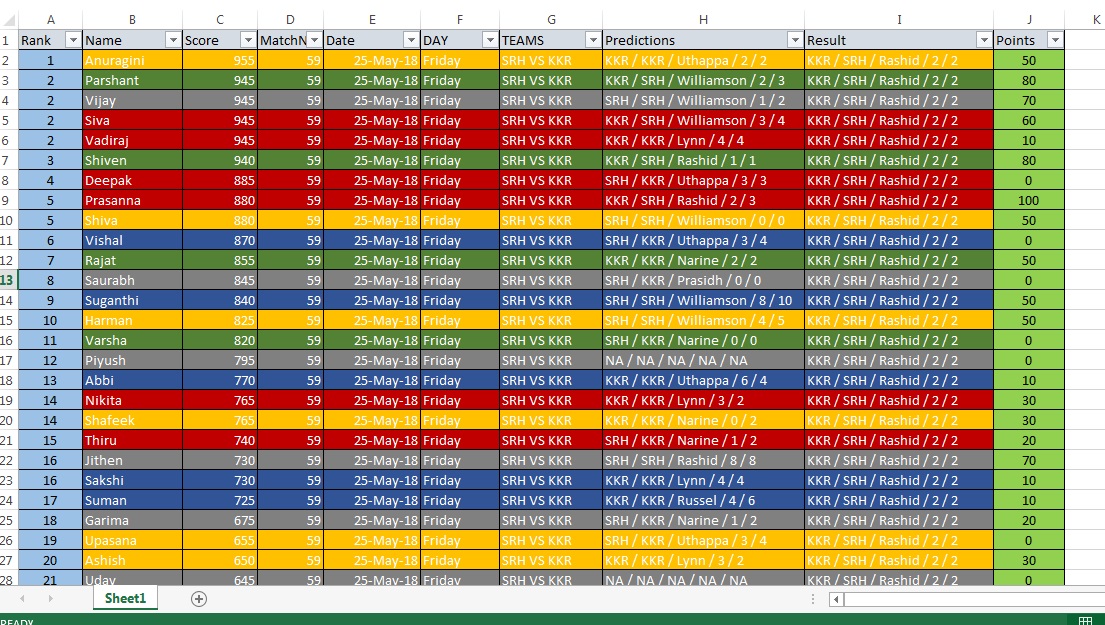 A B C D E F G H I J K
1 Rank Name Score MatchN Date DAY TEAMS Predictions Result Points
2 1 Anuragini 955 59 25-May-18 Friday SRH VS KKR KKR / KKR / Uthappa / 2 / 2 KKR / SRH / Rashid / 2 / 2 50
3 2 Parshant 945 59 25-May-18 Friday SRH VS KKR KKR / SRH / Williamson / 2 / 3 KKR / SRH / Rashid / 2 / 2 80
4 2 Vijay 945 59 25-May-18 Friday SRH VS KKR SRH / SRH / Williamson / 1 / 2 KKR / SRH / Rashid / 2 / 2 70
5 2 Siva 945 59 25-May-18 Friday SRH VS KKR SRH / SRH / Williamson / 3 / 4 KKR / SRH / Rashid / 2 / 2 60
6 2 Vadiraj 945 59 25-May-18 Friday SRH VS KKR KKR / KKR / Lynn / 4 / 4 KKR / SRH / Rashid / 2 / 2 10
7 3 Shiven 940 59 25-May-18 Friday SRH VS KKR KKR / SRH / Rashid / 1 / 1 KKR / SRH / Rashid / 2 / 2 80
8 4 Deepak 885 59 25-May-18 Friday SRH VS KKR SRH / KKR / Uthappa / 3 / 3 KKR / SRH / Rashid / 2 / 2 0
9 5 Prasanna 880 59 25-May-18 Friday SRH VS KKR KKR / SRH / Rashid / 2 / 3 KKR / SRH / Rashid / 2 / 2 100
10 5 Shiva 880 59 25-May-18 Friday SRH VS KKR SRH / SRH / Williamson / 0 / 0 KKR / SRH / Rashid / 2 / 2 50
11 6 Vishal 870 59 25-May-18 Friday SRH VS KKR SRH / KKR / Uthappa / 3 / 4 KKR / SRH / Rashid / 2 / 2 0
12 7 Rajat 855 59 25-May-18 Friday SRH VS KKR KKR / KKR / Narine / 2 / 2 KKR / SRH / Rashid / 2 / 2 50
13 8 Saurabh 845 59 25-May-18 Friday SRH VS KKR SRH / KKR / Prasidh / 0 / 0 KKR / SRH / Rashid / 2 / 2 0
14 9 Suganthi 840 59 25-May-18 Friday SRH VS KKR SRH / SRH / Williamson / 8 / 10 KKR / SRH / Rashid / 2 / 2 50
15 10 Harman 825 59 25-May-18 Friday SRH VS KKR SRH / SRH / Williamson / 4 / 5 KKR / SRH / Rashid / 2 / 2 50
16 11 Varsha 820 59 25-May-18 Friday SRH VS KKR SRH / KKR / Narine / 0 / 0 KKR / SRH / Rashid / 2 / 2 0
17 12 Piyush 795 59 25-May-18 Friday SRH VS KKR NA / NA / NA / NA / NA KKR / SRH / Rashid / 2 / 2 0
18 13 Abbi 770 59 25-May-18 Friday SRH VS KKR KKR / KKR / Uthappa / 6 / 4 KKR / SRH / Rashid / 2 / 2 10
19 14 Nikita 765 59 25-May-18 Friday SRH VS KKR KKR / KKR / Lynn / 3 / 2 KKR / SRH / Rashid / 2 / 2 30
20 14 Shafeek 765 59 25-May-18 Friday SRH VS KKR KKR / KKR / Narine / 0 / 2 KKR / SRH / Rashid / 2 / 2 30
21 15 Thiru 740 59 25-May-18 Friday SRH VS KKR SRH / KKR / Narine / 1 / 2 KKR / SRH / Rashid / 2 / 2 20
22 16 Jithen 730 59 25-May-18 Friday SRH VS KKR SRH / SRH / Rashid / 8 / 8 KKR / SRH / Rashid / 2 / 2 70
23 16 Sakshi 730 59 25-May-18 Friday SRH VS KKR KKR / KKR / Lynn / 4 / 4 KKR / SRH / Rashid / 2 / 2 10
24 17 Suman 725 59 25-May-18 Friday SRH VS KKR KKR / KKR / Russel / 4 / 6 KKR / SRH / Rashid / 2 / 2 10
25 18 Garima 675 59 25-May-18 Friday SRH VS KKR SRH / KKR / Narine / 1 / 2 KKR / SRH / Rashid / 2 / 2 20
26 19 Upasana 655 59 25-May-18 Friday SRH VS KKR SRH / KKR / Uthappa / 3 / 4 KKR / SRH / Rashid / 2 / 2 0
27 20 Ashish 650 59 25-May-18 Friday SRH VS KKR KKR / KKR / Lynn / 3 / 2 KKR / SRH / Rashid / 2 / 2 30
28 21 Uday 645 59 25-May-18 Friday SRH VS KKR NA / NA / NA / NA / NA KKR / SRH / Rashid / 2 / 2 0
Sheet1
READY